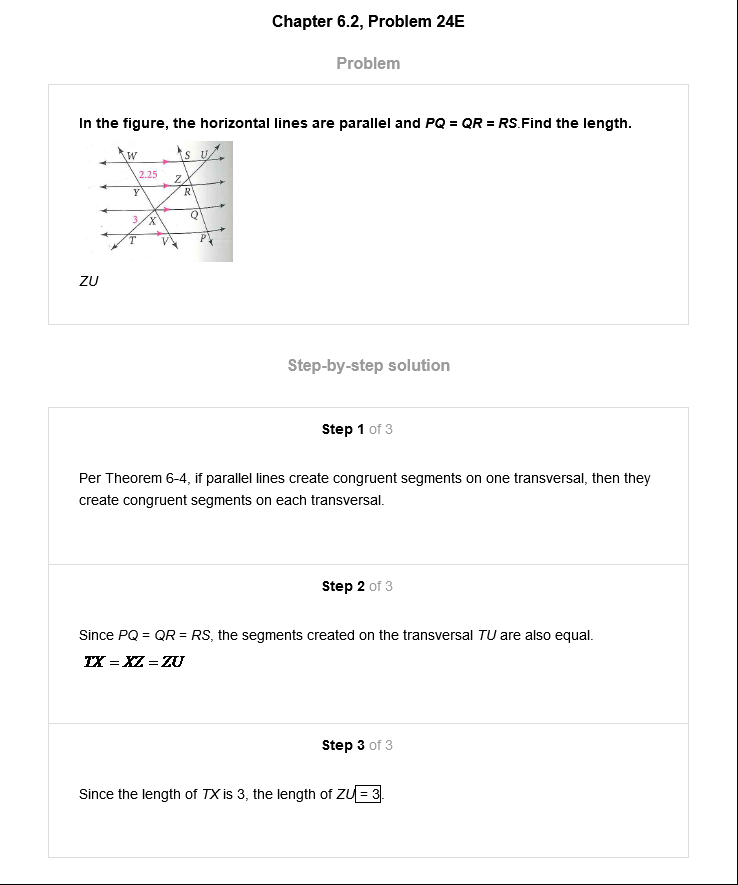 Chapter 6.2, Problem 24E
Problem
In the figure, the horizontal lines are parallel and PQ = QR = RS.Find the length.
W
S U
2.25
Z
Y
R
Q
3 X
T
V
P
ZU
Step-by-step solution
Step 1 of 3
Per Theorem 6-4, if parallel lines create congruent segments on one transversal, then they
create congruent segments on each transversal.
Step 2 of 3
Since PQ = QR = RS, the segments created on the transversal TU are also equal.
TX = XZ = ZU
Step 3 of 3
Since the length of TX is 3, the length of ZU = 3.